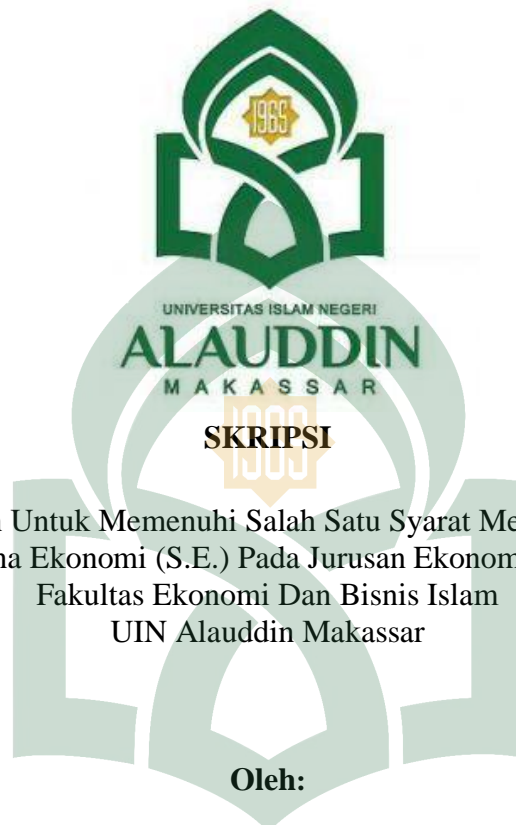 1965
UNIVERSITAS ISLAM NEGERI
ALAUDDIN
MAKASSAR
SKRIPSI
Untuk Memenuhi Salah Satu Syarat
Ekonomi (S.E.) Pada Jurusan
Fakultas Ekonomi Dan Bisnis Islam
UIN Alauddin Makassar
Oleh: